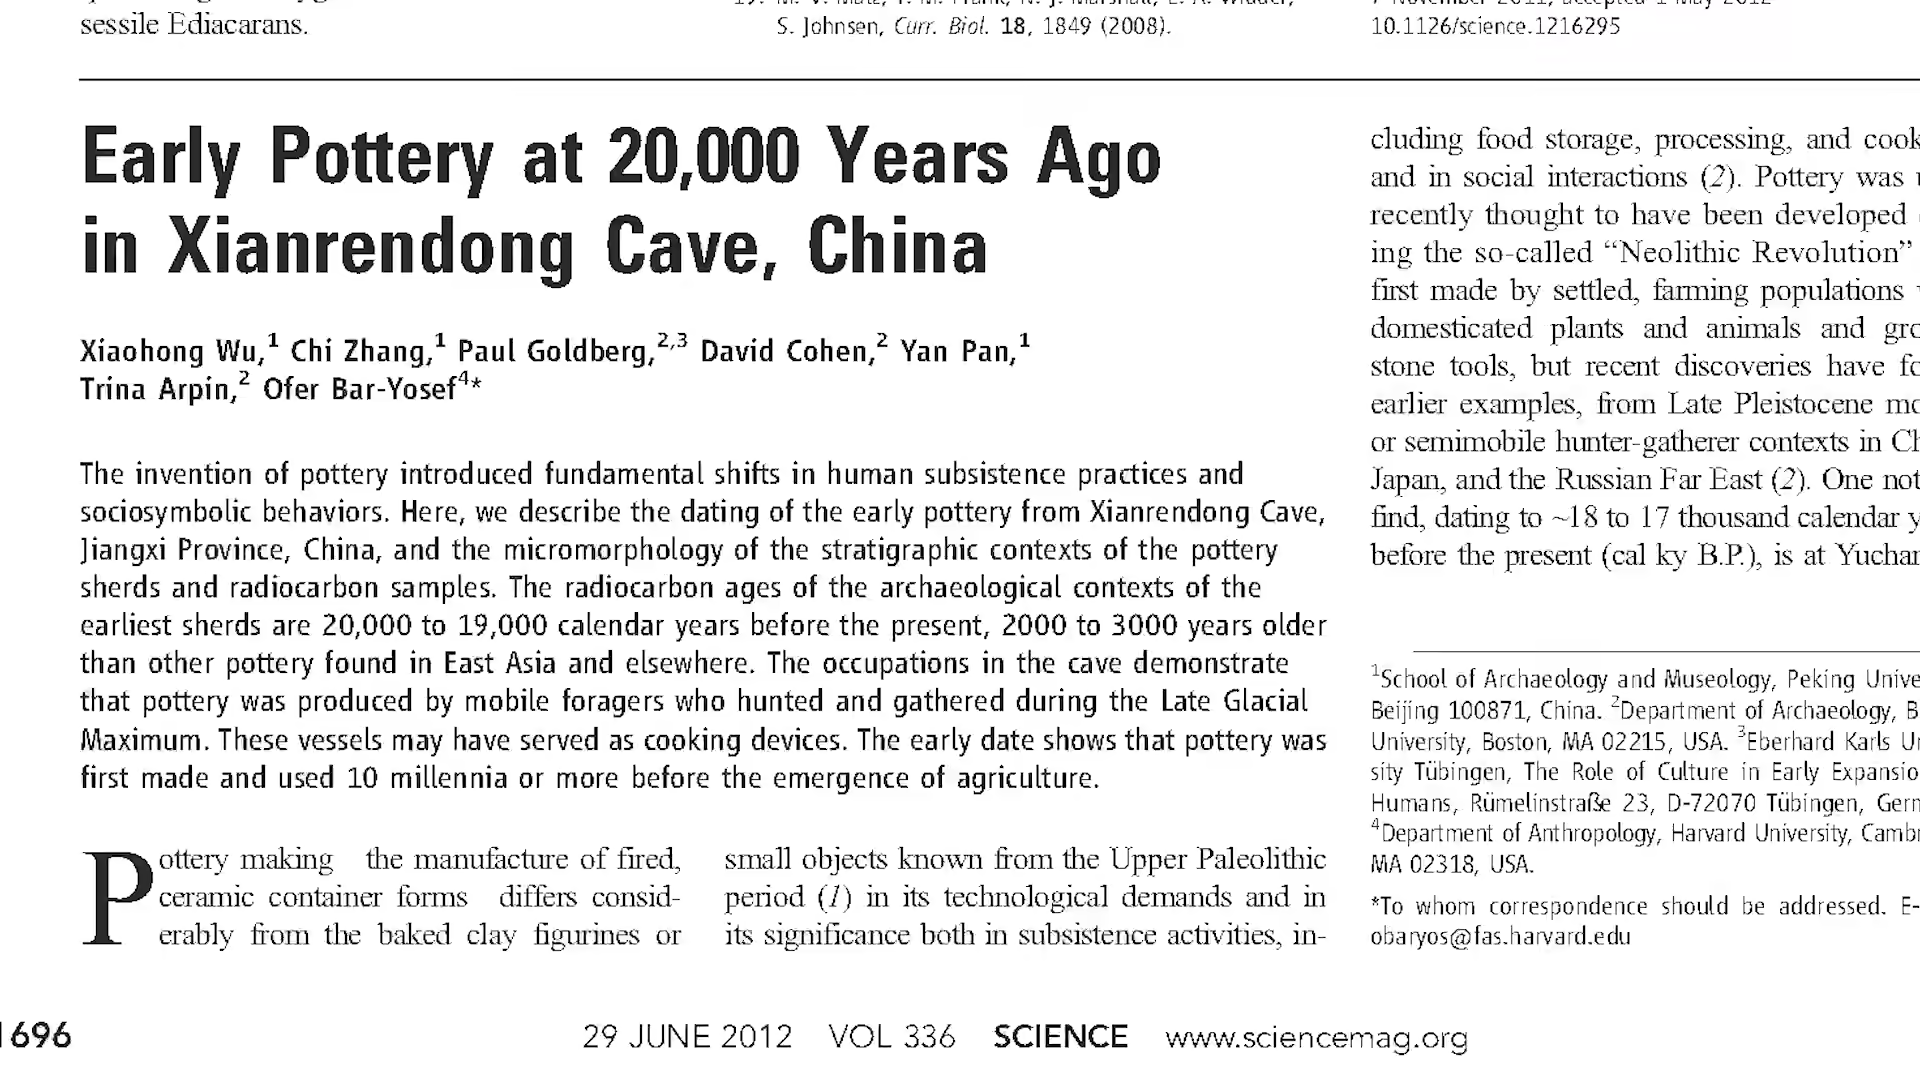 sessile Ediacarans.
S. Johnsen, Curr. Biol. 18, 1849 (2008).
10.1126/science.1216295
Early Pottery at 20,000 Years Ago
in Xianrendong Cave, China
Xiaohong Wu,1 Chi Zhang,1 Paul Goldberg,2,3 David Cohen,2 Yan Pan,1
Trina Arpin,2 Ofer Bar-Yosef4*
The invention of pottery introduced fundamental shifts in human subsistence practices and
sociosymbolic behaviors. Here, we describe the dating of the early pottery from Xianrendong Cave,
Jiangxi Province, China, and the micromorphology of the stratigraphic contexts of the pottery
sherds and radiocarbon samples. The radiocarbon ages of the archaeological contexts of the
earliest sherds are 20,000 to 19,000 calendar years before the present, 2000 to 3000 years older
than other pottery found in East Asia and elsewhere. The occupations in the cave demonstrate
that pottery was produced by mobile foragers who hunted and gathered during the Late Glacial
Maximum. These vessels may have served as cooking devices. The early date shows that pottery was
first made and used 10 millennia or more before the emergence of agriculture.
Pottery making the manufacture of fired,
ceramic container forms differs consid-
erably from the baked clay figurines or
small objects known from the Upper Paleolithic
period (1) in its technological demands and in
its significance both in subsistence activities, in-
cluding food storage, processing, and cook
and in social interactions (2). Pottery was
recently thought to have been developed
ing the so-called “Neolithic Revolution”
first made by settled, farming populations
domesticated plants and animals and gro
stone tools, but recent discoveries have fo
earlier examples, from Late Pleistocene mo
or semimobile hunter-gatherer contexts in Ch
Japan, and the Russian Far East (2). One not
find, dating to ~18 to 17 thousand calendar y
before the present (cal ky B.P.), is at Yuchan
1School of Archaeology and Museology, Peking Unive
Beijing 100871, China. 2Department of Archaeology, B
University, Boston, MA 02215, USA. 3Eberhard Karls Un
sity Tübingen, The Role of Culture in Early Expansio
Humans, Rümelinstraße 23, D-72070 Tübingen, Germ
4Department of Anthropology, Harvard University, Cambr
MA 02318, USA.
*To whom correspondence should be addressed. E-
obaryos@fas.harvard.edu
1696
29 JUNE 2012 VOL 336 SCIENCE www.sciencemag.org